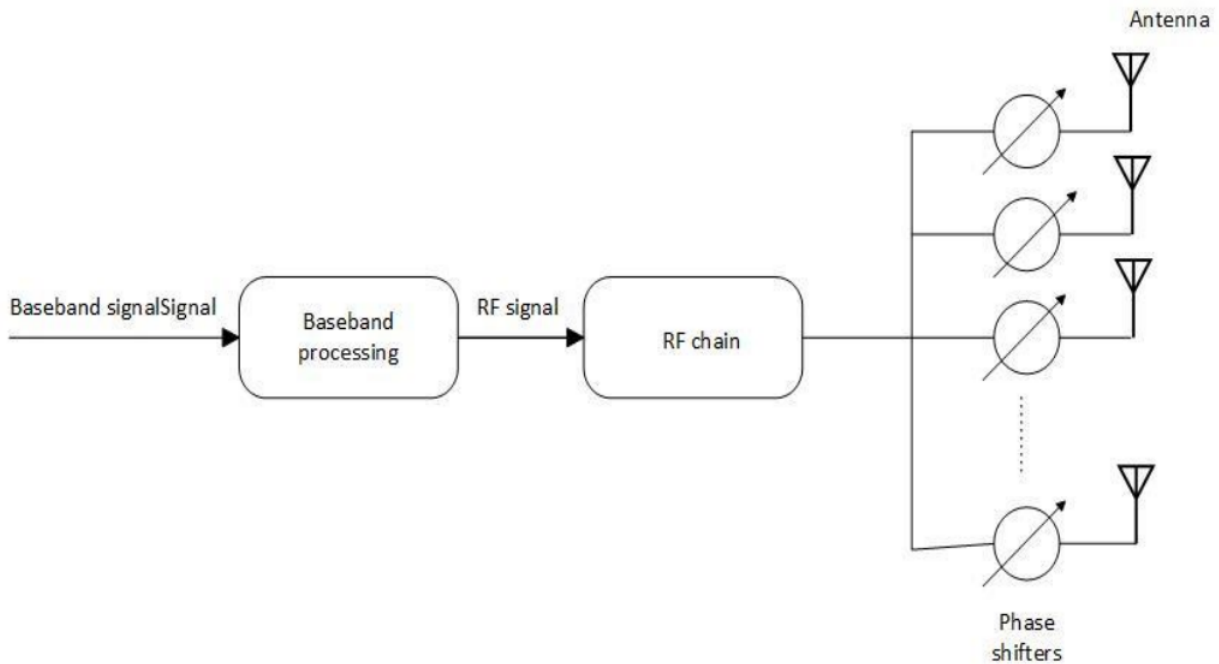 Antenna
Baseband signalSignal
Baseband
processing
RF signal
RF chain
Phase
shifters